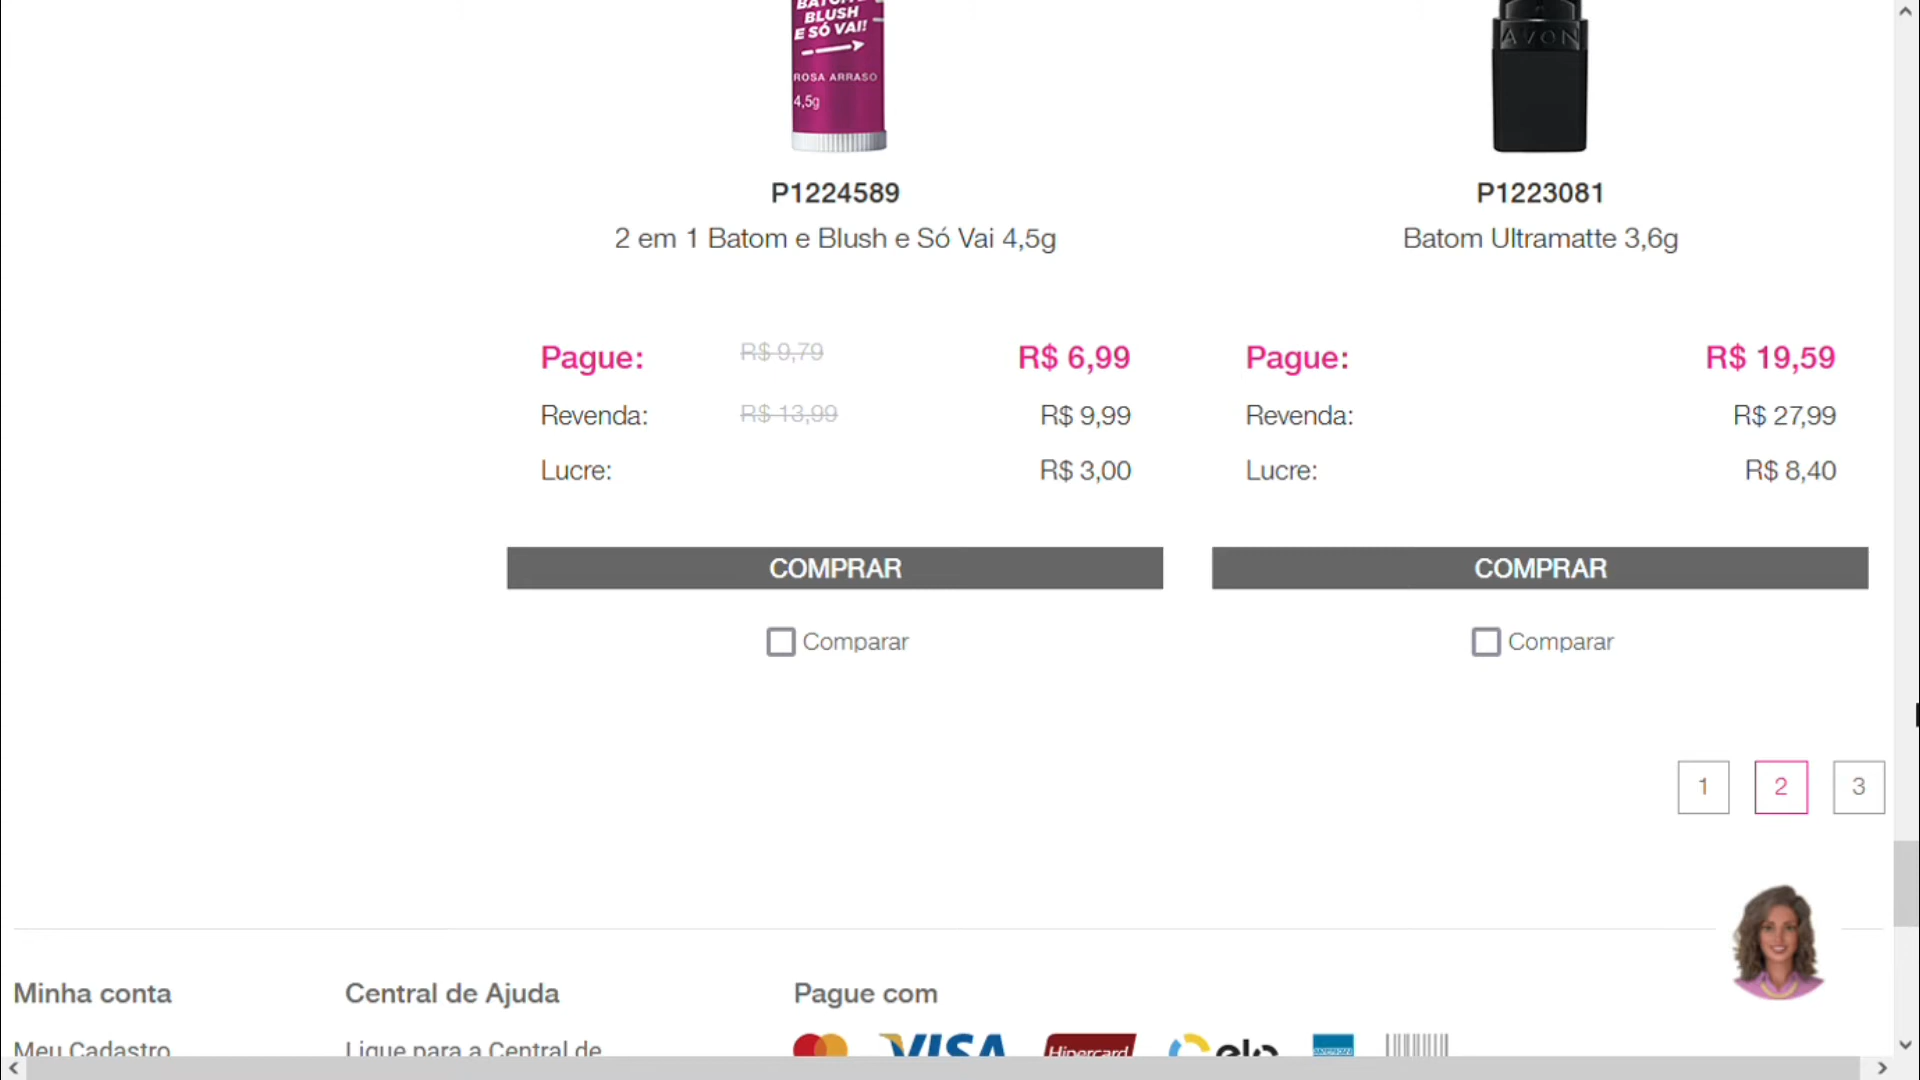 BLUSH
E SÓ VAI!
ROSA ARRASO
4,5g
AVON
P1224589
2 em 1 Batom e Blush e Só Vai 4,5g
Pague: R$ 9,79 R$ 6,99
Revenda: R$ 13,99 R$ 9,99
Lucre: R$ 3,00
COMPRAR
Comparar
P1223081
Batom Ultramatte 3,6g
Pague: R$ 19,59
Revenda: R$ 27,99
Lucre: R$ 8,40
COMPRAR
Comparar
1 2 3
Minha conta
Meu Cadastro
Central de Ajuda
Ligue para a Central de
Pague com
VISA Hipercard elo